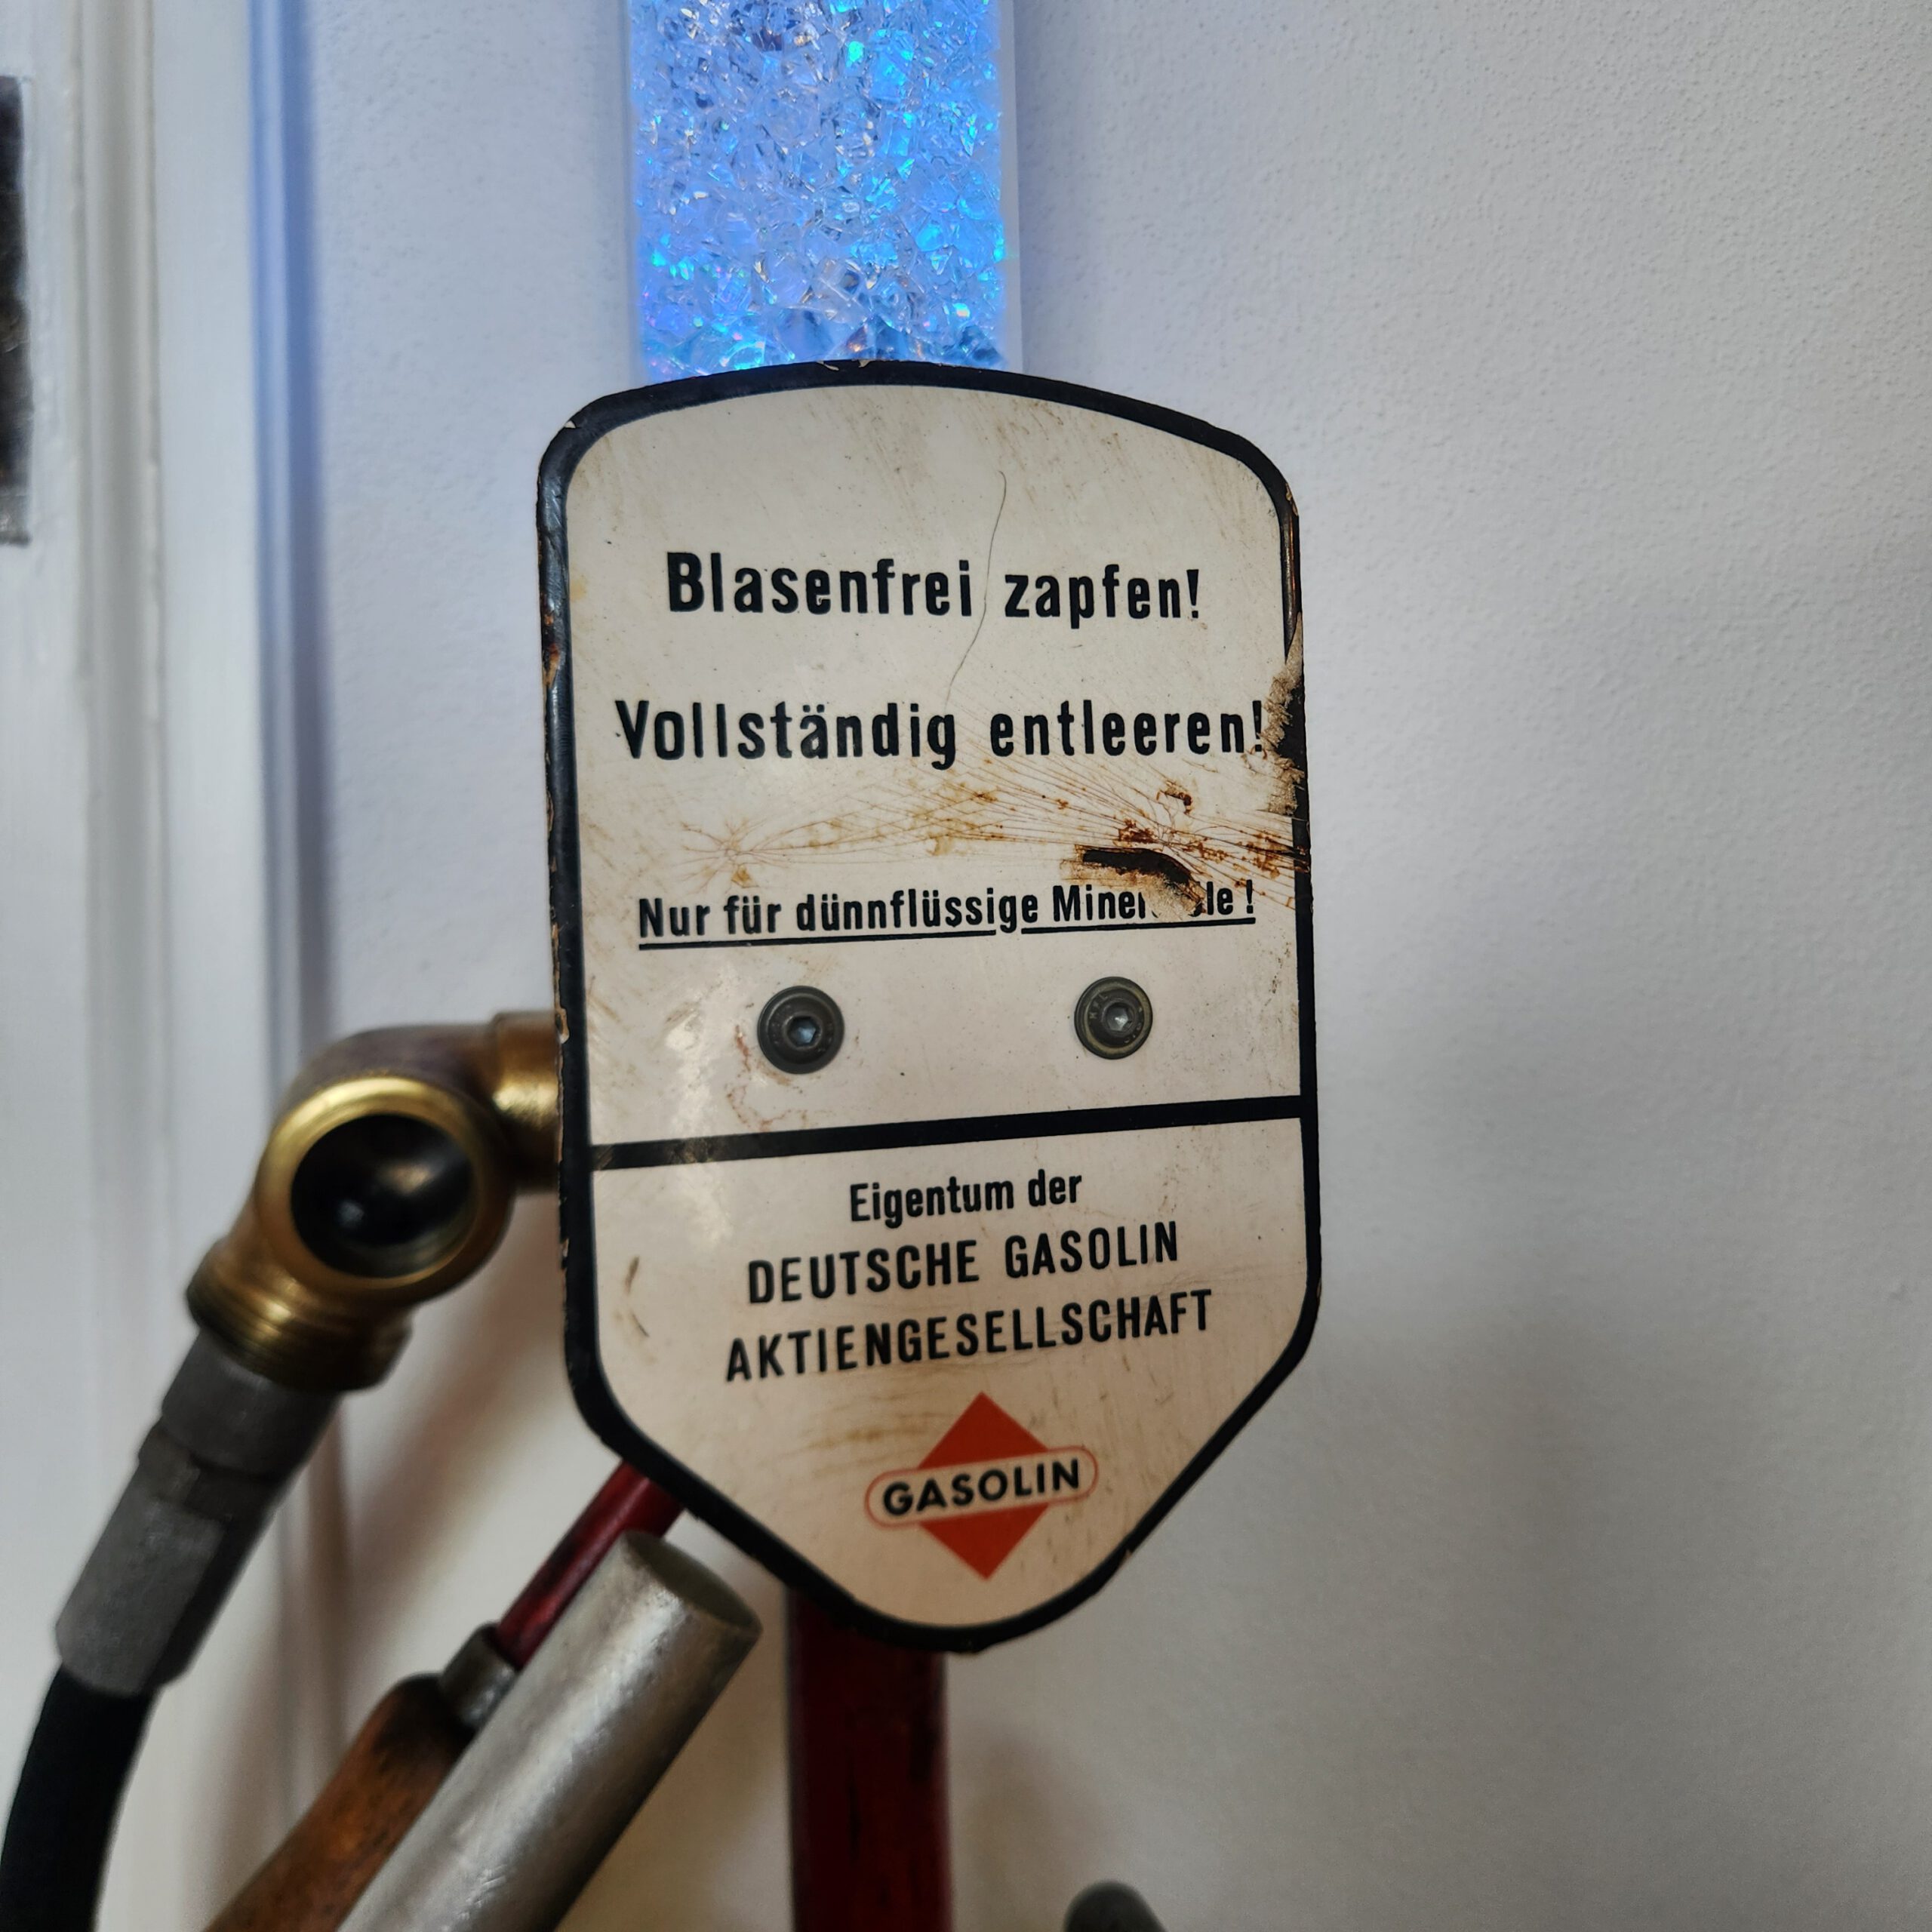 Blasenfrei zapfen!
Vollständig entleeren!
Nur für dünnflüssige
Eigentum der
DEUTSCHE GASOLIN
AKTIENGESELLSCHAFT
GASOLIN